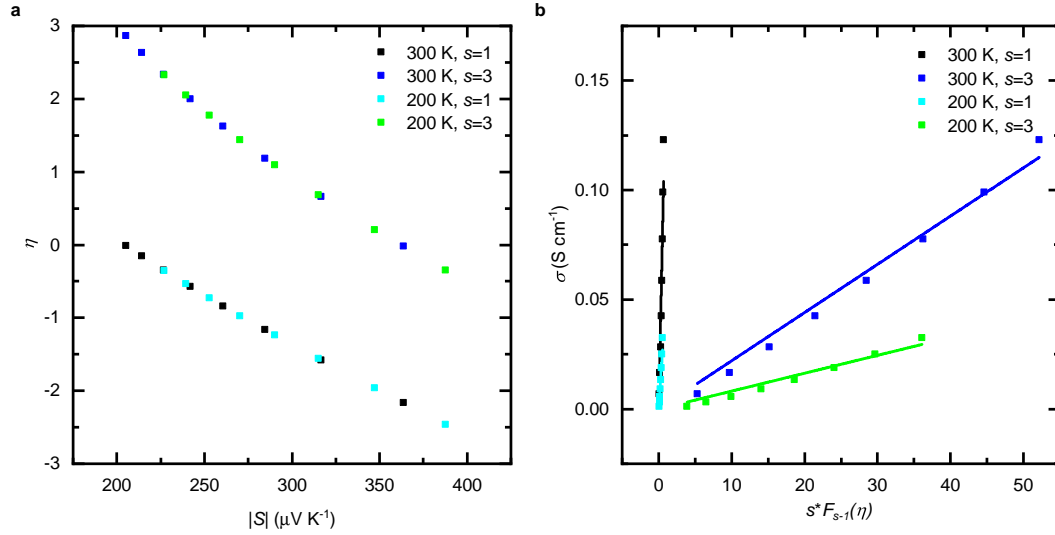 a
b
3
2
1
0
-1
-2
-3
η
200
250
300
350
400
|S| (μV K⁻¹)
300 K, s=1
300 K, s=3
200 K, s=1
200 K, s=3
0.15
0.10
0.05
0.00
σ (S cm⁻¹)
0
10
20
30
40
50
s*Fₛ₋₁(η)
300 K, s=1
300 K, s=3
200 K, s=1
200 K, s=3